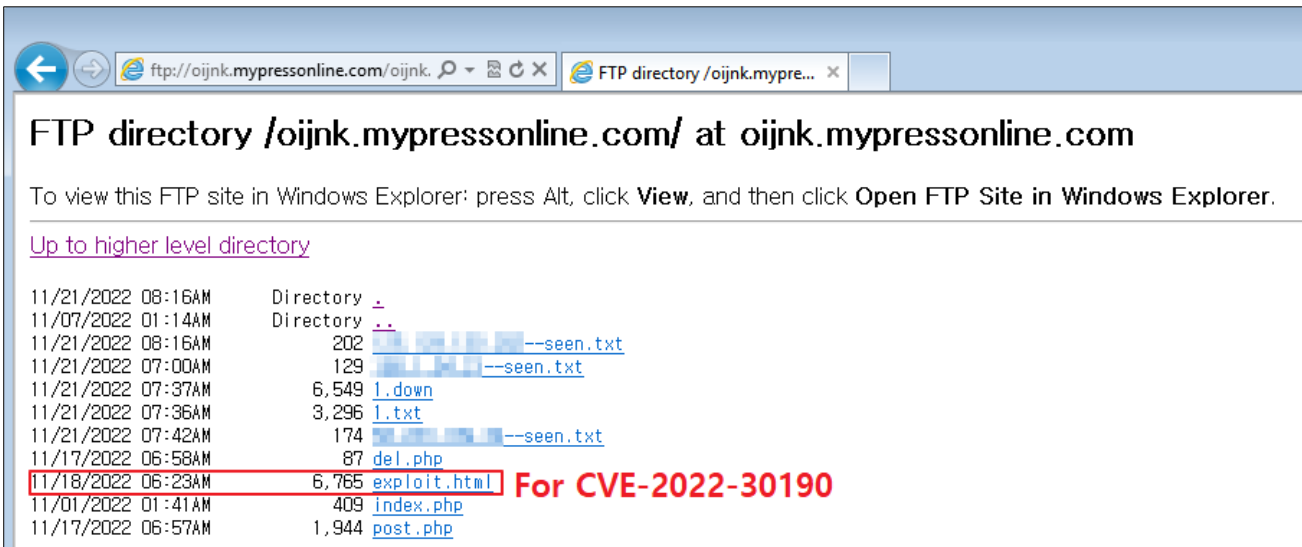 ftp://oijnk.mypressonline.com/oijnk.
FTP directory /oijnk.mypre...
FTP directory /oijnk.mypressonline.com/ at oijnk.mypressonline.com
To view this FTP site in Windows Explorer: press Alt, click View, and then click Open FTP Site in Windows Explorer.
Up to higher level directory
11/21/2022 08:16AM Directory .
11/07/2022 01:14AM Directory ..
11/21/2022 08:16AM 202 --seen.txt
11/21/2022 07:00AM 129 --seen.txt
11/21/2022 07:37AM 6,549 1.down
11/21/2022 07:36AM 3,296 1.txt
11/21/2022 07:42AM 174 --seen.txt
11/17/2022 06:58AM 87 del.php
11/18/2022 06:23AM 6,765 exploit.html For CVE-2022-30190
11/01/2022 01:41AM 409 index.php
11/17/2022 06:57AM 1,944 post.php